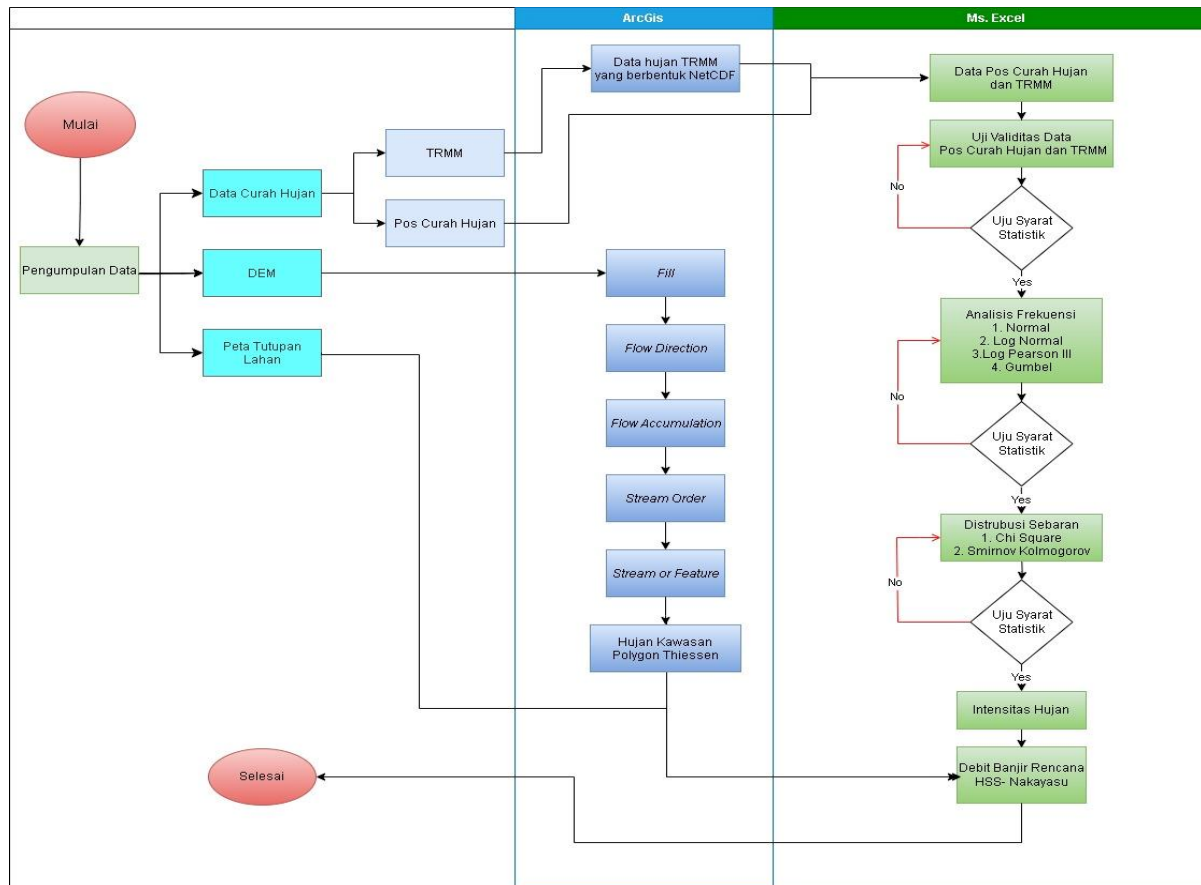 ArcGis
Ms. Excel
Mulai
Pengumpulan Data
Data Curah Hujan
DEM
Peta Tutupan
Lahan
TRMM
Pos Curah Hujan
Selesai
Data hujan TRMM
yang berbentuk NetCDF
Fill
Flow Direction
Flow Accumulation
Stream Order
Stream or Feature
Hujan Kawasan
Polygon Thiessen
Data Pos Curah Hujan
dan TRMM
Uji Validitas Data
Pos Curah Hujan dan TRMM
No
Uju Syarat
Statistik
Yes
Analisis Frekuensi
1. Normal
2. Log Normal
3.Log Pearson III
4. Gumbel
No
Uju Syarat
Statistik
Yes
Distrubusi Sebaran
1. Chi Square
2. Smirnov Kolmogorov
No
Uju Syarat
Statistik
Yes
Intensitas Hujan
Debit Banjir Rencana
HSS- Nakayasu